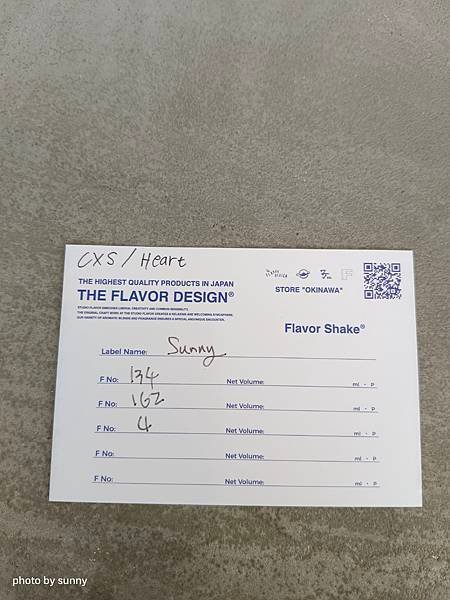 CXS / Heart
THE HIGHEST QUALITY PRODUCTS IN JAPAN
THE FLAVOR DESIGN®
STORE "OKINAWA"
Flavor Shake®
Label Name: Sunny
F No: 134 Net Volume: ml・P
F No: 162 Net Volume: ml・P
F No: 4 Net Volume: ml・P
F No: Net Volume: ml・P
F No: Net Volume: ml・P
photo by sunny